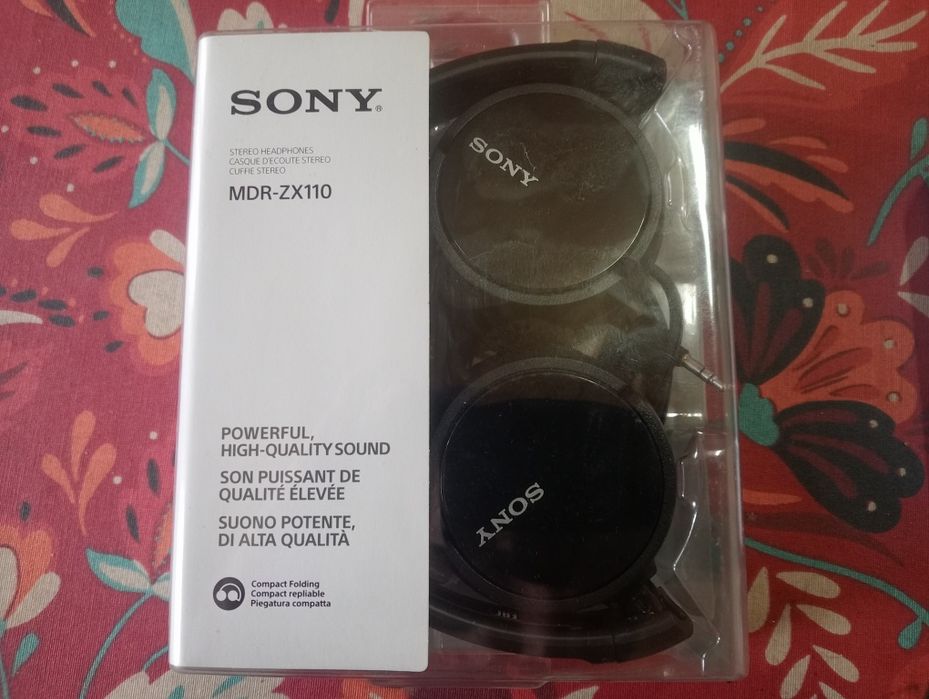 SONY®
STEREO HEADPHONES
CASQUE D'ECOUTE STEREO
CUFFIE STEREO
MDR-ZX110
POWERFUL,
HIGH-QUALITY SOUND
SON PUISSANT DE
QUALITÉ ÉLEVÉE
SUONO POTENTE,
DI ALTA QUALITÀ
Compact Folding
Compact repliable
Piegatura compatta
SONY
SONY